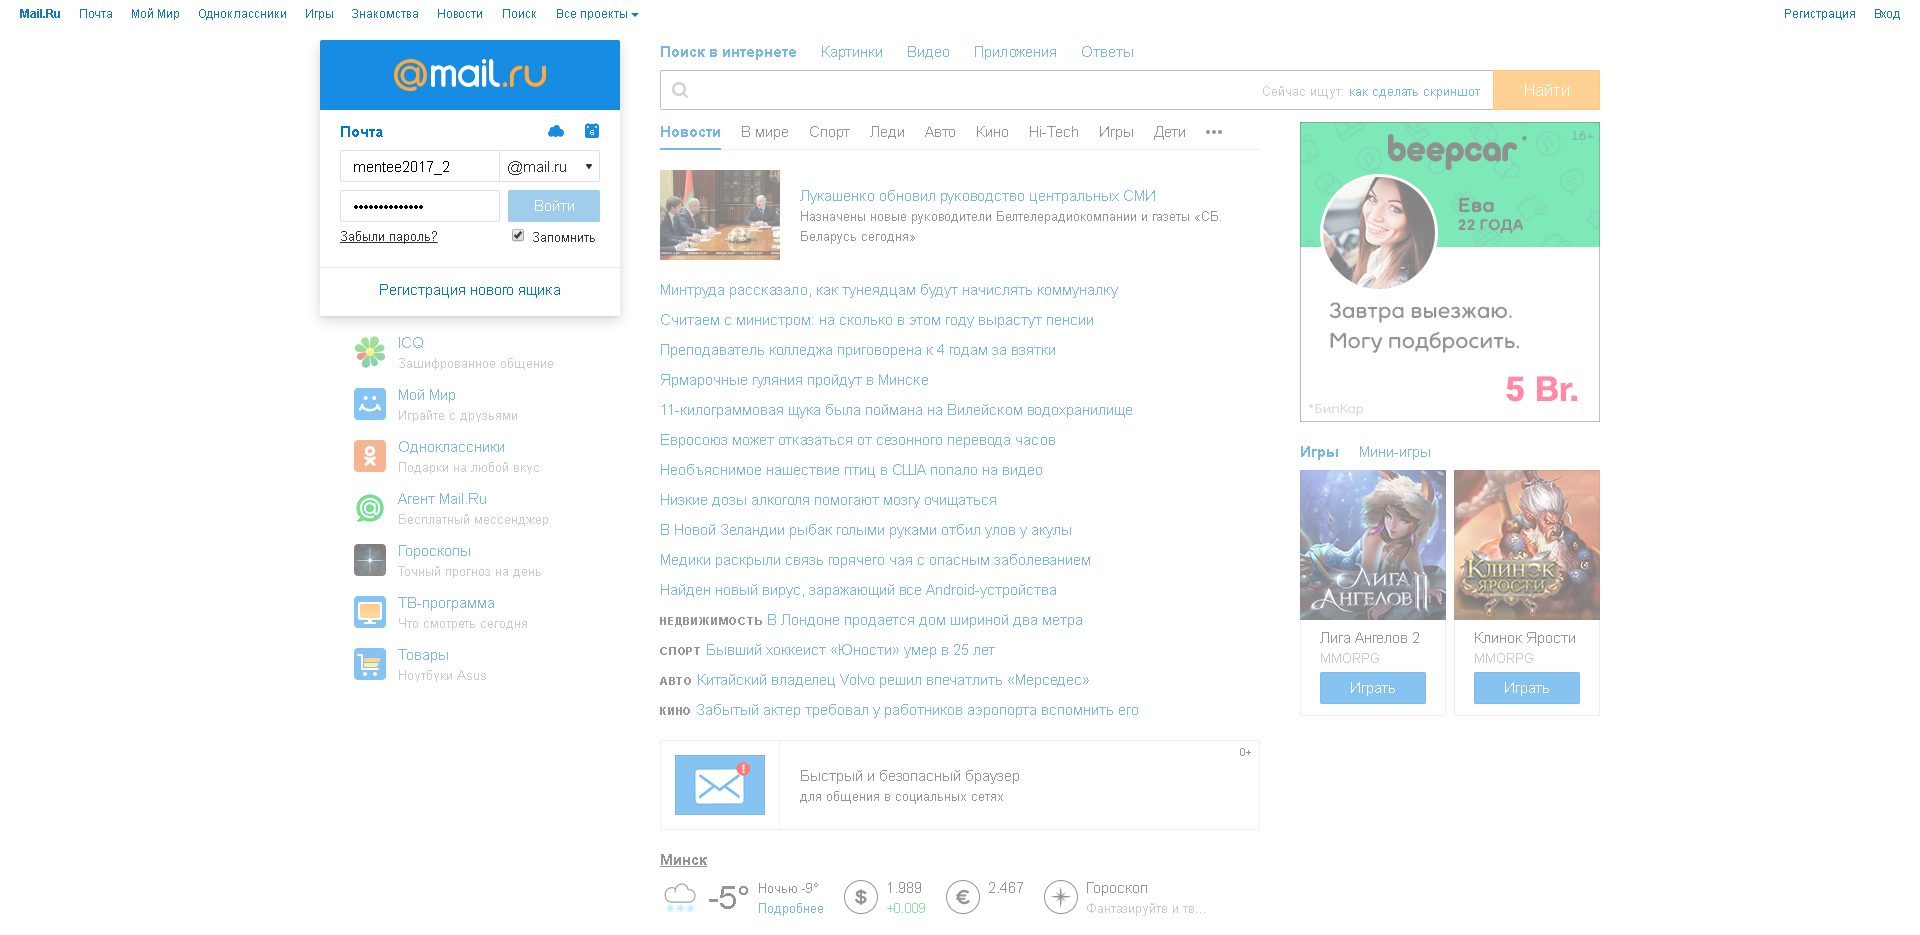 Mail.Ru Почта Мой Мир Одноклассники Игры Знакомства Новости Поиск Все проекты Регистрация Вход
@mail.ru
Почта
6
mentee2017_2 @mail.ru
•••••••••••••• Войти
Забыли пароль? Запомнить
Регистрация нового ящика
ICQ
Зашифрованное общение
Мой Мир
Играйте с друзьями
Одноклассники
Подарки на любой вкус
Агент Mail.Ru
Бесплатный мессенджер
Гороскопы
Точный прогноз на день
ТВ-программа
Что смотреть сегодня
Товары
Ноутбуки Asus
Поиск в интернете Картинки Видео Приложения Ответы
Сейчас ищут: как сделать скриншот Найти
Новости В мире Спорт Леди Авто Кино Hi-Tech Игры Дети •••
Лукашенко обновил руководство центральных СМИ
Назначены новые руководители Белтелерадиокомпании и газеты «СБ.
Беларусь сегодня»
Минтруда рассказало, как тунеядцам будут начислять коммуналку
Считаем с министром: на сколько в этом году вырастут пенсии
Преподаватель колледжа приговорена к 4 годам за взятки
Ярмарочные гуляния пройдут в Минске
11-килограммовая щука была поймана на Вилейском водохранилище
Евросоюз может отказаться от сезонного перевода часов
Необъяснимое нашествие птиц в США попало на видео
Низкие дозы алкоголя помогают мозгу очищаться
В Новой Зеландии рыбак голыми руками отбил улов у акулы
Медики раскрыли связь горячего чая с опасным заболеванием
Найден новый вирус, заражающий все Android-устройства
НЕДВИЖИМОСТЬ В Лондоне продается дом шириной два метра
СПОРТ Бывший хоккеист «Юности» умер в 25 лет
АВТО Китайский владелец Volvo решил впечатлить «Мерседес»
КИНО Забытый актер требовал у работников аэропорта вспомнить его
0+
Быстрый и безопасный браузер
для общения в социальных сетях
Минск
-5° Ночью -9°
Подробнее
$ 1.989
+0.009
€ 2.467
Гороскоп
Фантазируйте и тв...
16+
beepcar*
Ева
22 ГОДА
Завтра выезжаю.
Могу подбросить.
5 Br.
*БипКар
Игры Мини-игры
ЛИГА
АНГЕЛОВ II
КЛИНОК
ЯРОСТИ
Лига Ангелов 2
MMORPG
Играть
Клинок Ярости
MMORPG
Играть